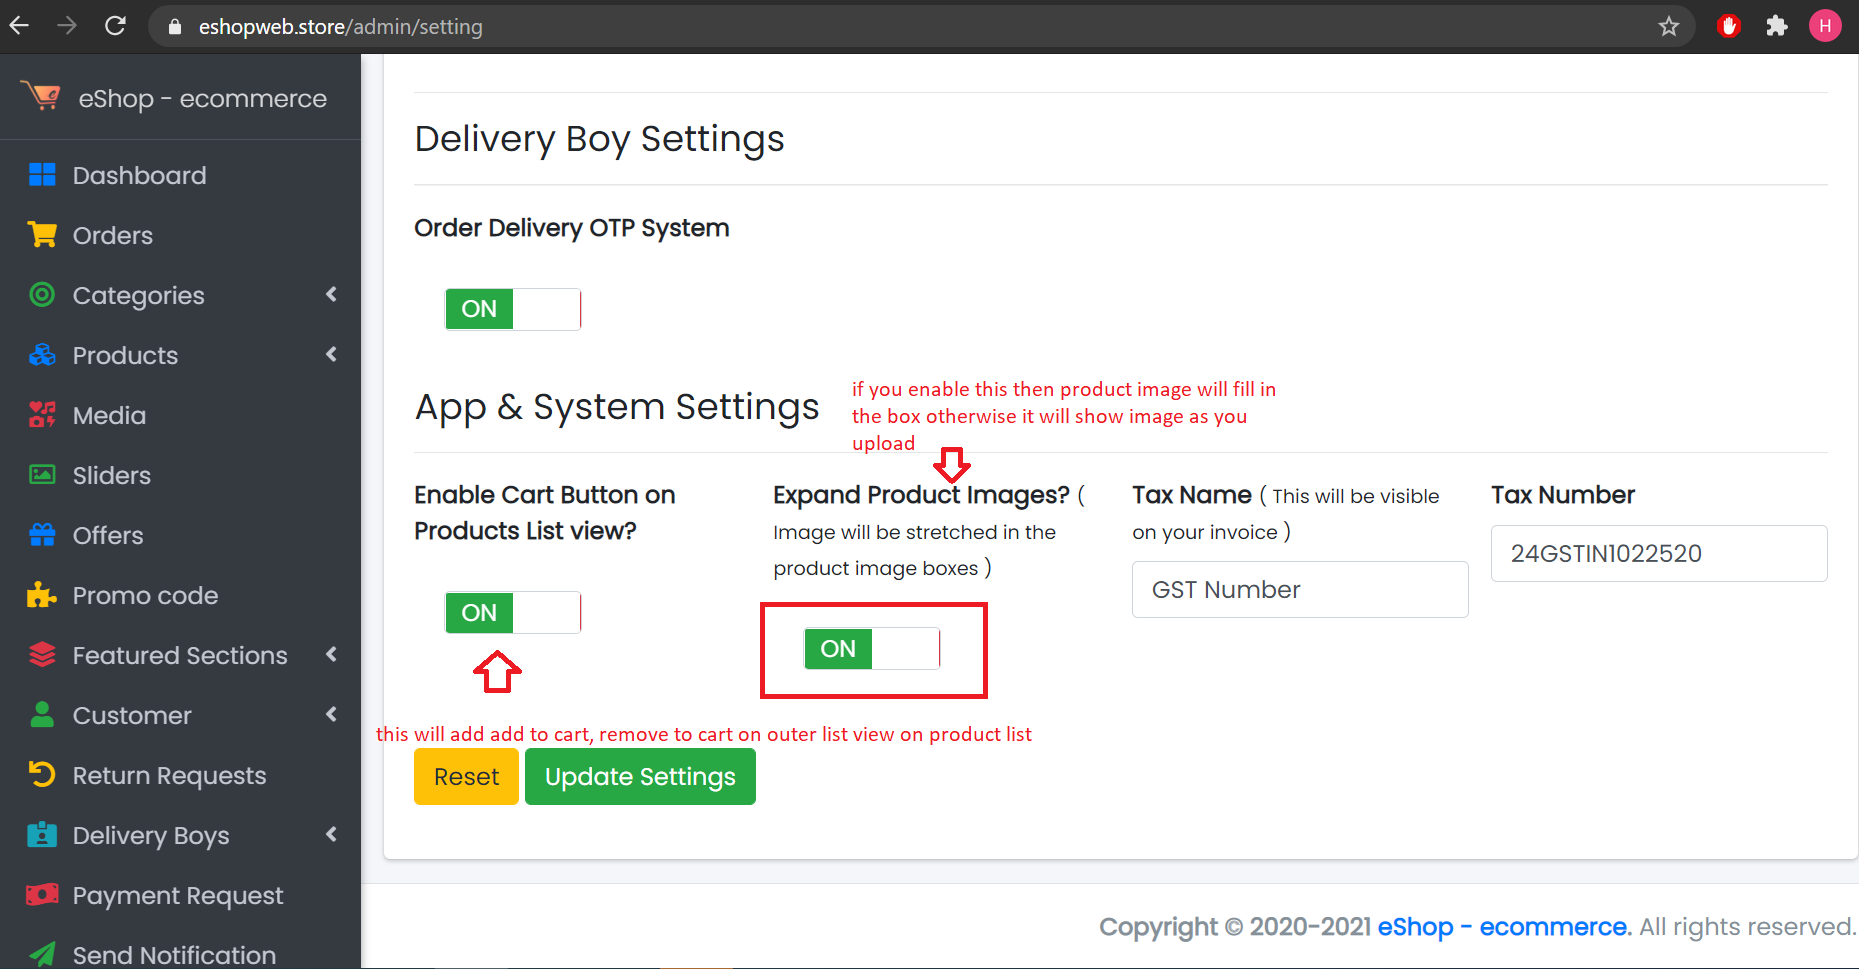 eshopweb.store/admin/setting
H
eShop - ecommerce
Dashboard
Orders
Categories
Products
Media
Sliders
Offers
Promo code
Featured Sections
Customer
Return Requests
Delivery Boys
Payment Request
Send Notification
Delivery Boy Settings
Order Delivery OTP System
ON
App & System Settings
if you enable this then product image will fill in
the box otherwise it will show image as you
upload
Enable Cart Button on
Products List view?
ON
Expand Product Images? (
Image will be stretched in the
product image boxes )
ON
Tax Name ( This will be visible
on your invoice )
GST Number
Tax Number
24GSTIN1022520
this will add add to cart, remove to cart on outer list view on product list
Reset
Update Settings
Copyright © 2020-2021 eShop - ecommerce. All rights reserved.